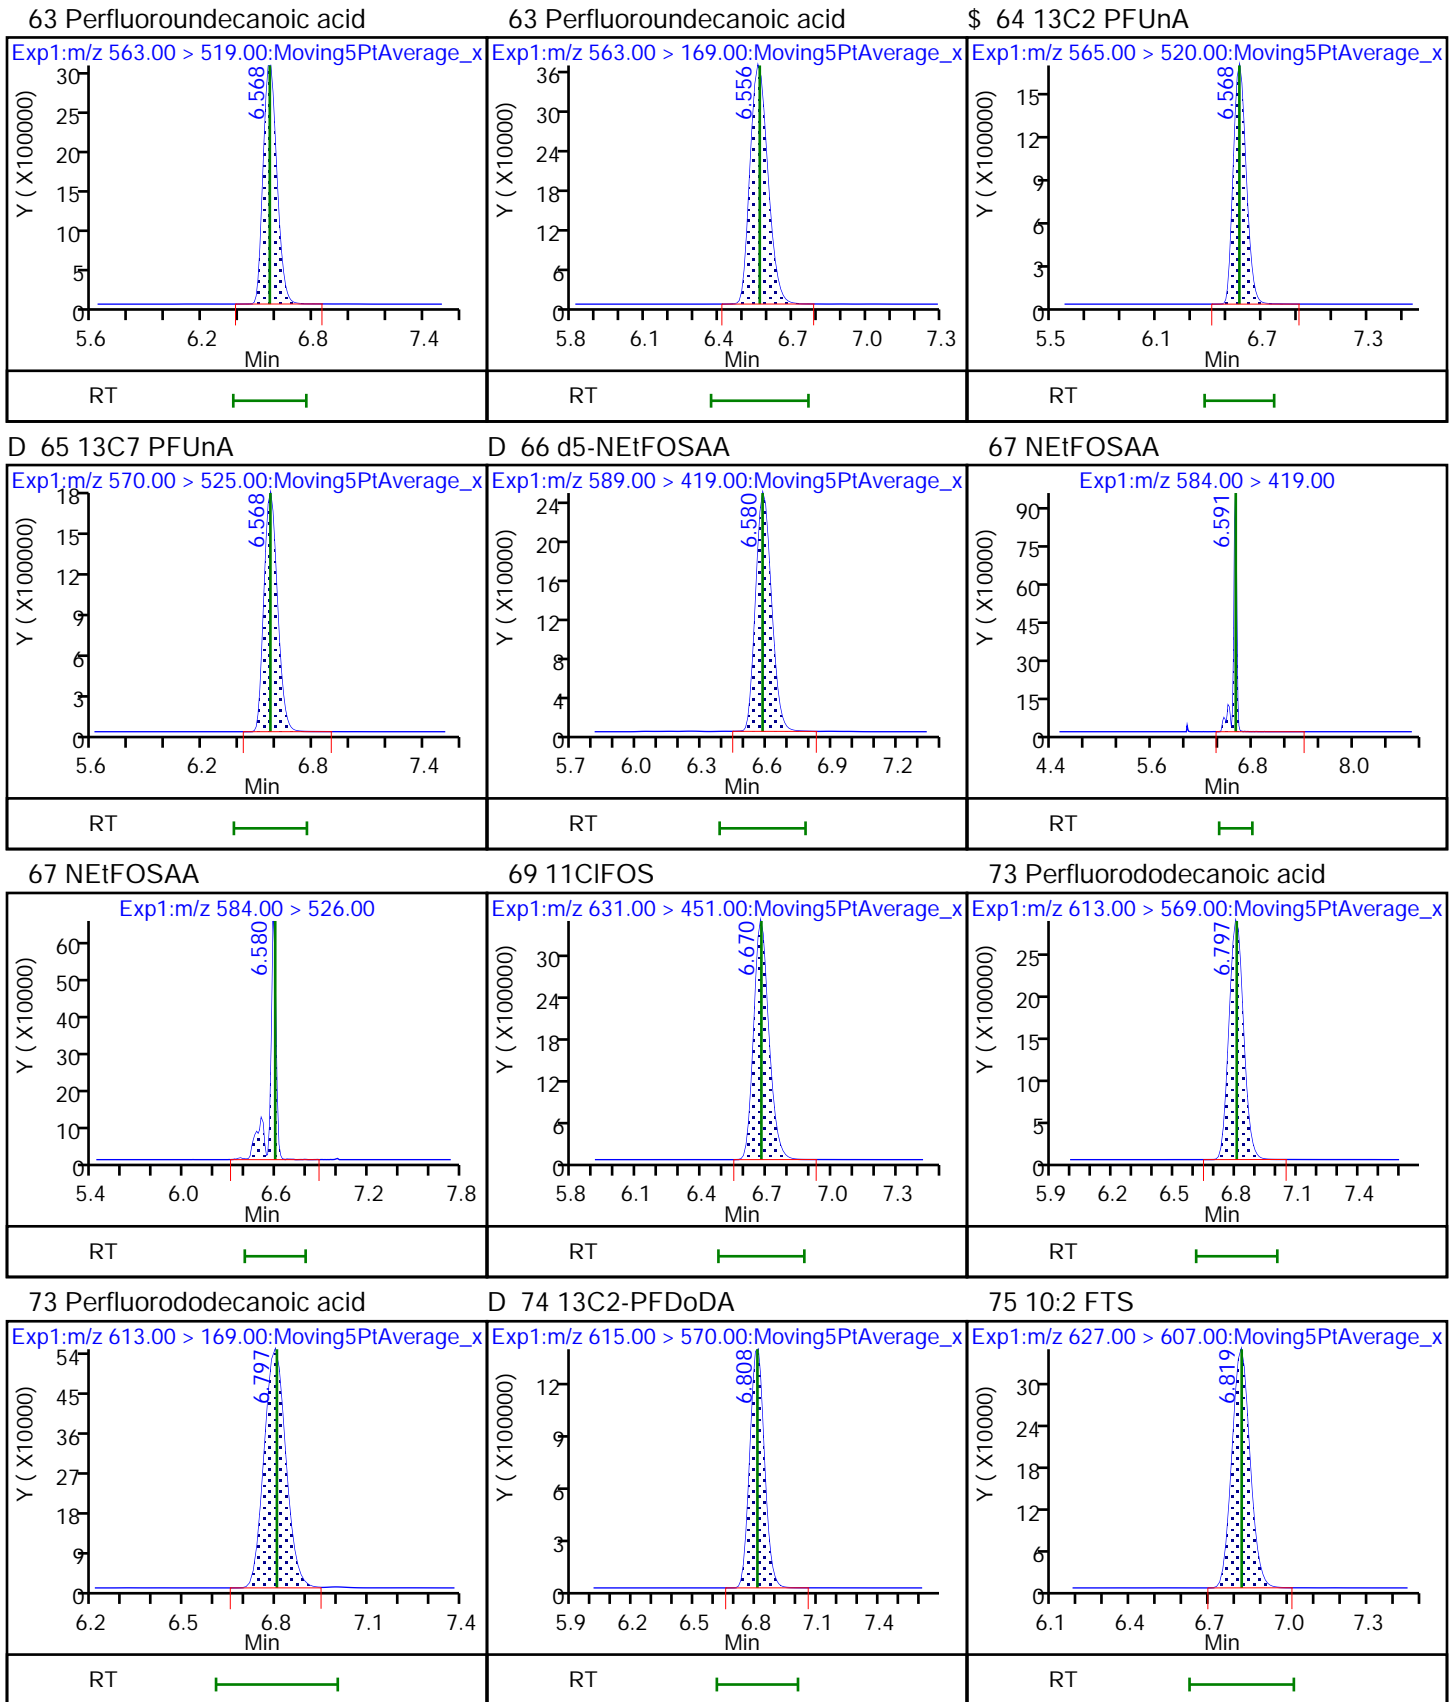 63 Perfluoroundecanoic acid
Exp1:m/z 563.00 > 519.00:Moving5PtAverage_x
6.568
Y ( X100000)
30
25
20
15
10
5
0
5.6 6.2 6.8 7.4
Min
RT
63 Perfluoroundecanoic acid
Exp1:m/z 563.00 > 169.00:Moving5PtAverage_x
6.556
Y ( X10000)
36
30
24
18
12
6
0
5.8 6.1 6.4 6.7 7.0 7.3
Min
RT
$ 64 13C2 PFUnA
Exp1:m/z 565.00 > 520.00:Moving5PtAverage_x
6.568
Y ( X100000)
15
12
9
6
3
0
5.5 6.1 6.7 7.3
Min
RT
D 65 13C7 PFUnA
Exp1:m/z 570.00 > 525.00:Moving5PtAverage_x
6.568
Y ( X100000)
18
15
12
9
6
3
0
5.6 6.2 6.8 7.4
Min
RT
D 66 d5-NEtFOSAA
Exp1:m/z 589.00 > 419.00:Moving5PtAverage_x
6.580
Y ( X10000)
24
20
16
12
8
4
0
5.7 6.0 6.3 6.6 6.9 7.2
Min
RT
67 NEtFOSAA
Exp1:m/z 584.00 > 419.00
6.591
Y ( X10000)
90
75
60
45
30
15
0
4.4 5.6 6.8 8.0
Min
RT
67 NEtFOSAA
Exp1:m/z 584.00 > 526.00
6.580
Y ( X10000)
60
50
40
30
20
10
0
5.4 6.0 6.6 7.2 7.8
Min
RT
69 11ClFOS
Exp1:m/z 631.00 > 451.00:Moving5PtAverage_x
6.670
Y ( X100000)
30
24
18
12
6
0
5.8 6.1 6.4 6.7 7.0 7.3
Min
RT
73 Perfluorododecanoic acid
Exp1:m/z 613.00 > 569.00:Moving5PtAverage_x
6.797
Y ( X100000)
25
20
15
10
5
0
5.9 6.2 6.5 6.8 7.1 7.4
Min
RT
73 Perfluorododecanoic acid
Exp1:m/z 613.00 > 169.00:Moving5PtAverage_x
6.797
Y ( X10000)
54
45
36
27
18
9
0
6.2 6.5 6.8 7.1 7.4
Min
RT
D 74 13C2-PFDoDA
Exp1:m/z 615.00 > 570.00:Moving5PtAverage_x
6.808
Y ( X100000)
12
9
6
3
0
5.9 6.2 6.5 6.8 7.1 7.4
Min
RT
75 10:2 FTS
Exp1:m/z 627.00 > 607.00:Moving5PtAverage_x
6.819
Y ( X10000)
30
24
18
12
6
0
6.1 6.4 6.7 7.0 7.3
Min
RT